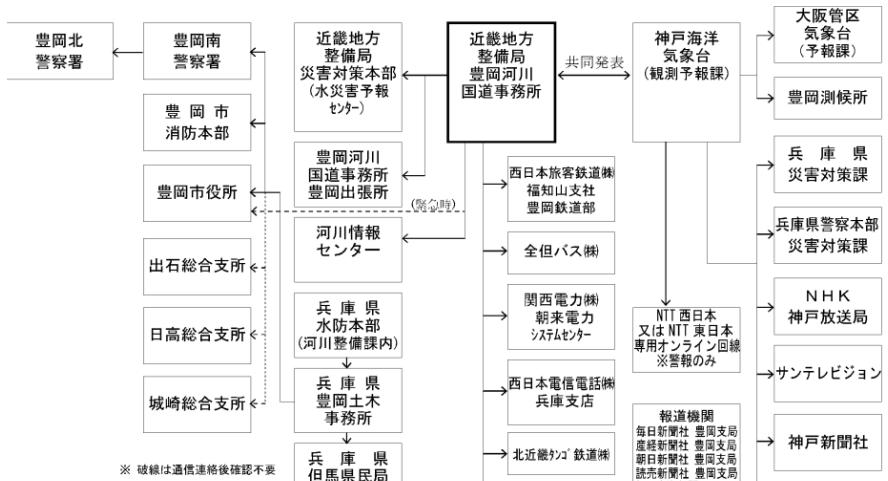 豊岡北
警察署
豊岡南
警察署
豊岡市
消防本部
豊岡市役所
出石総合支所
日高総合支所
城崎総合支所
※ 破線は通信連絡後確認不要
近畿地方
整備局
災害対策本部
(水災害予報
センター)
豊岡河川
国道事務所
豊岡出張所
(緊急時)
河川情報
センター
兵庫県
水防本部
(河川整備課内)
兵庫県
豊岡土木
事務所
兵庫県
但馬県民局
近畿地方
整備局
豊岡河川
国道事務所
共同発表
西日本旅客鉄道㈱
福知山支社
豊岡鉄道部
全但バス㈱
関西電力㈱
朝来電力
システムセンター
西日本電信電話㈱
兵庫支店
北近畿タンゴ鉄道㈱
神戸海洋
気象台
(観測予報課)
NTT西日本
又はNTT東日本
専用オンライン回線
※警報のみ
報道機関
毎日新聞社 豊岡支局
産経新聞社 豊岡支局
朝日新聞社 豊岡支局
読売新聞社 豊岡支局
大阪管区
気象台
(予報課)
豊岡測候所
兵庫県
災害対策課
兵庫県警察本部
災害対策課
NHK
神戸放送局
サンテレビジョン
神戸新聞社